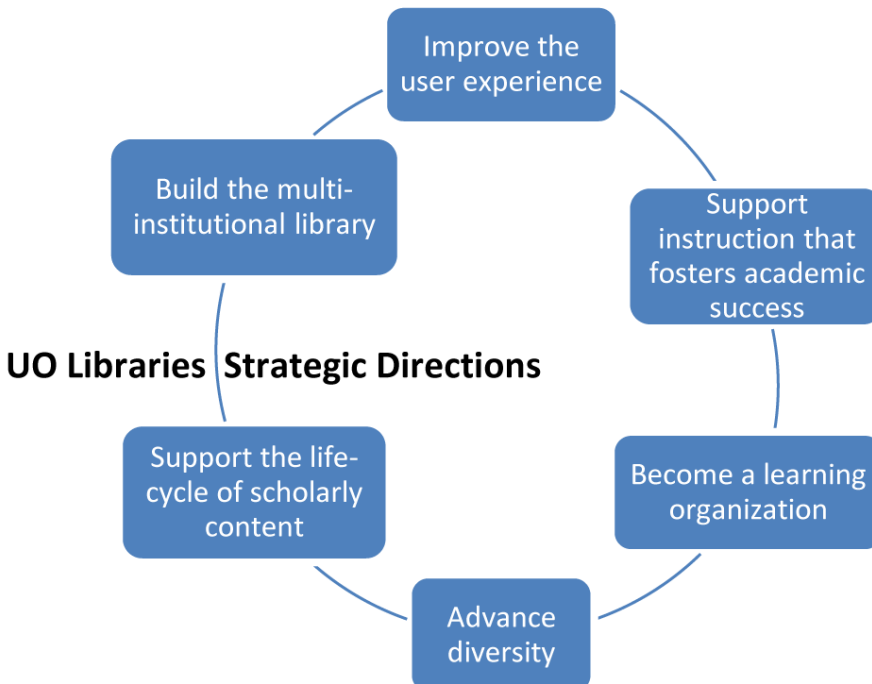 Improve the
user experience
Build the multi-
institutional library
Support
instruction that
fosters academic
success
UO Libraries Strategic Directions
Support the life-
cycle of scholarly
content
Become a learning
organization
Advance
diversity